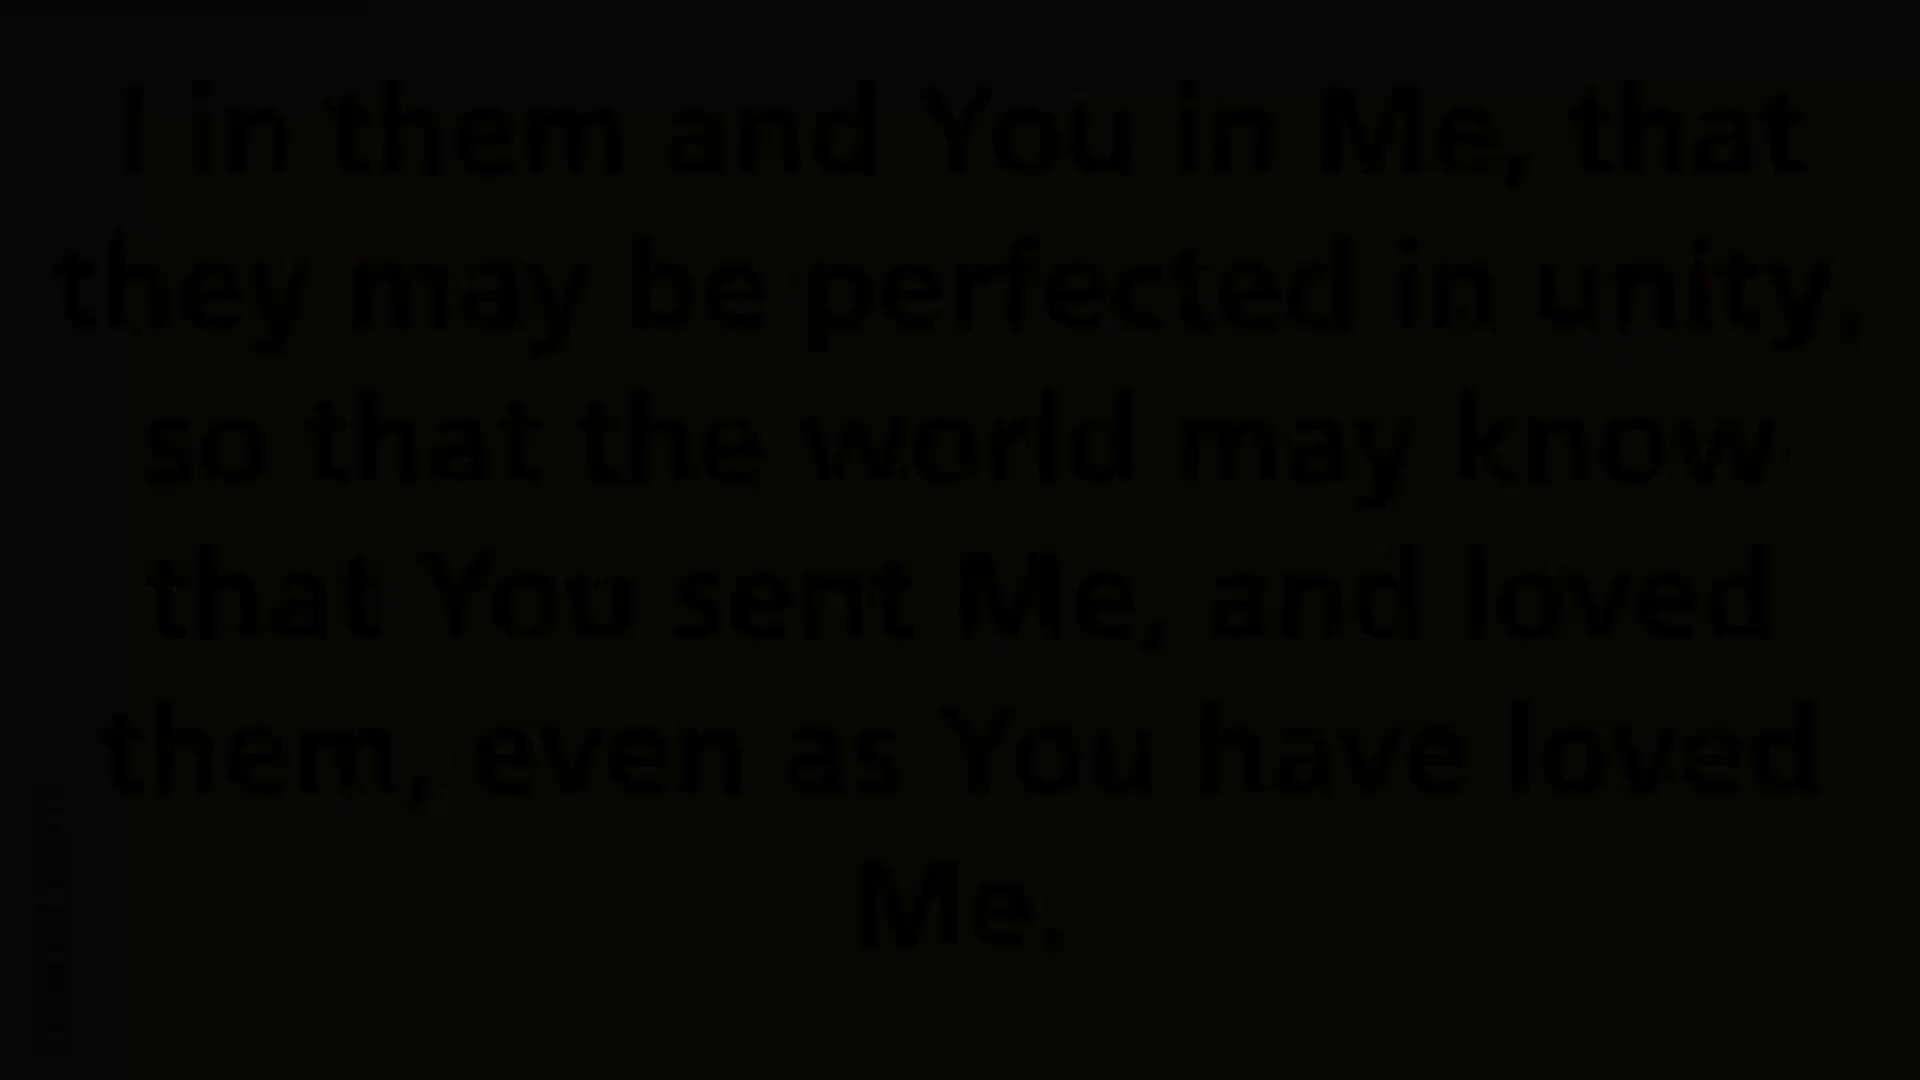 I in them and You in Me, that
they may be perfected in unity,
so that the world may know
that You sent Me, and loved
them, even as You have loved
Me.